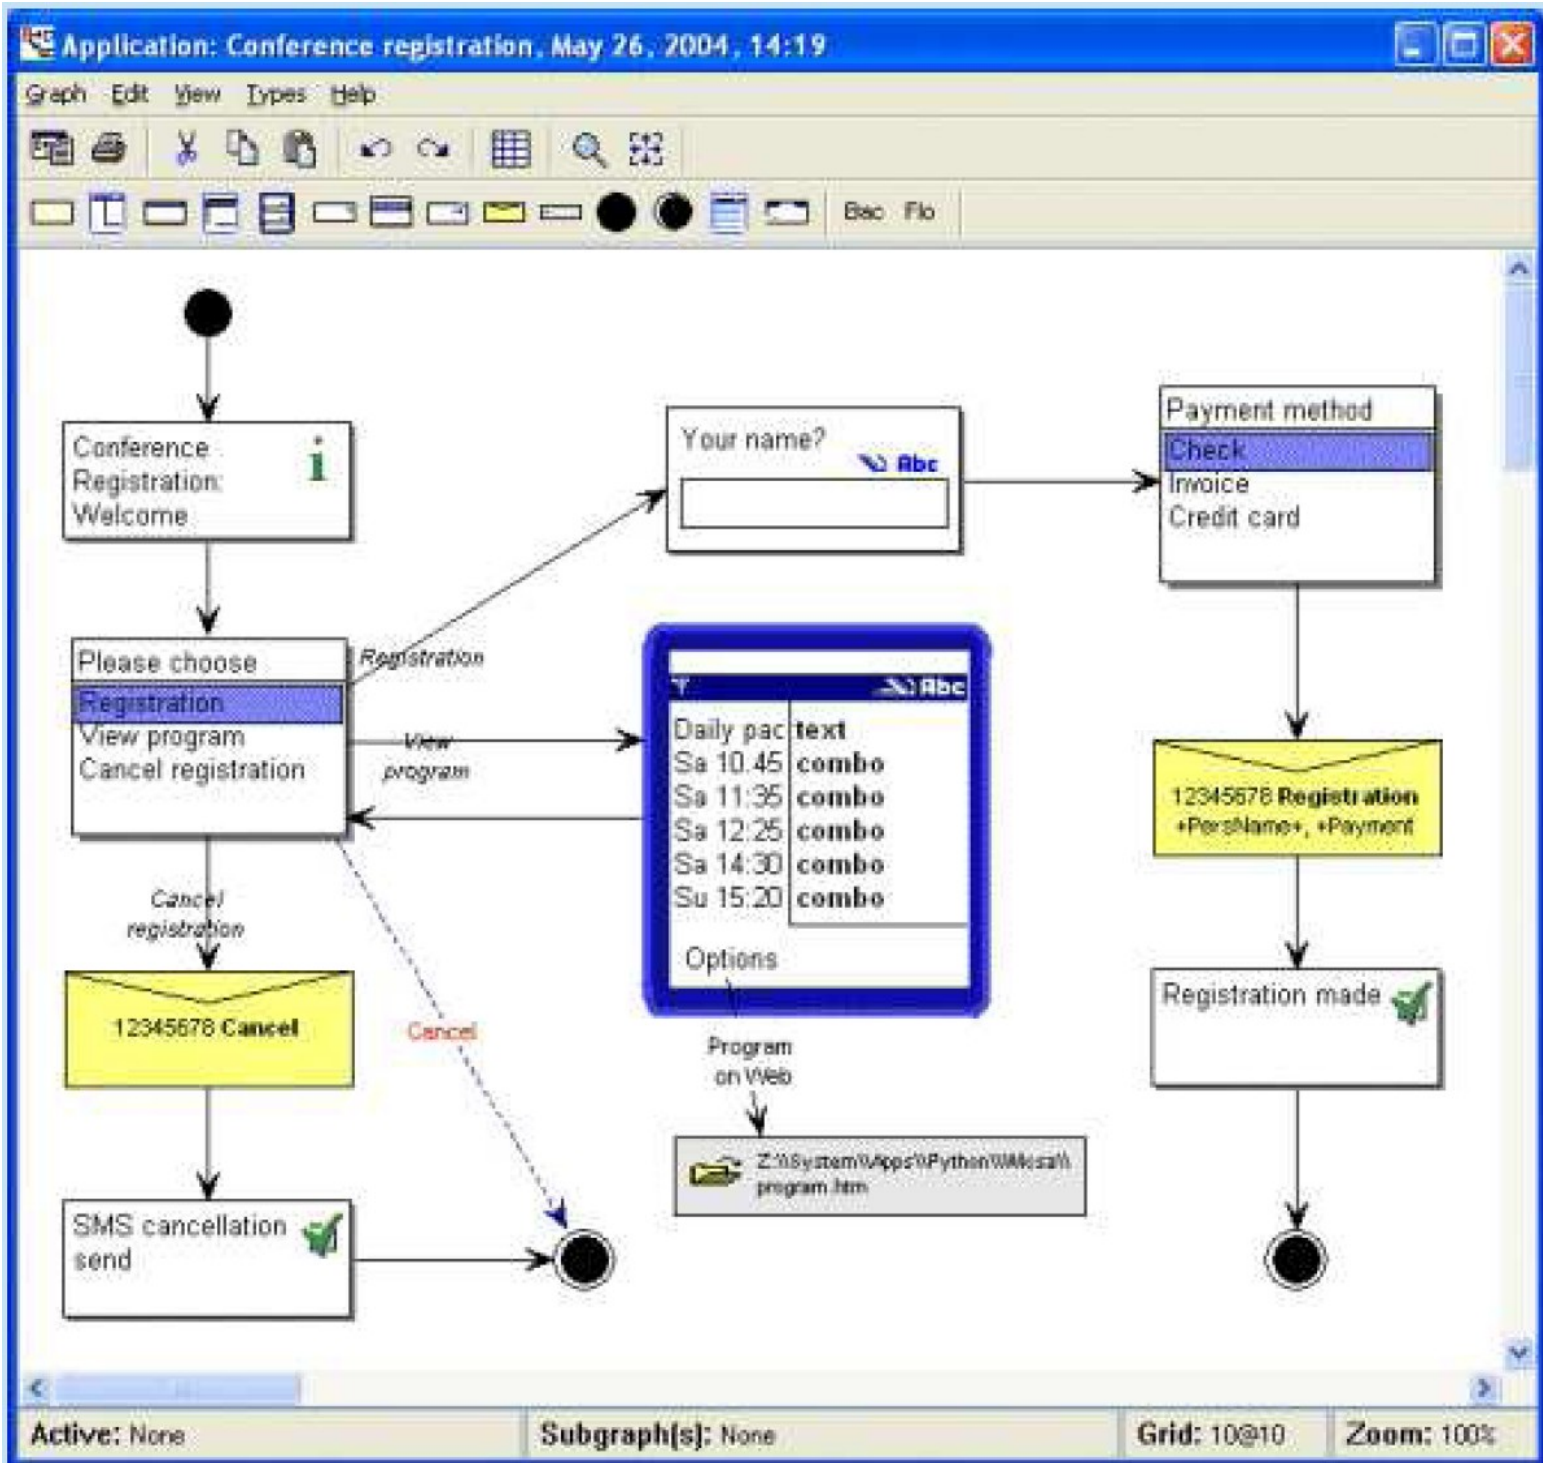 Application: Conference registration, May 26, 2004, 14:19
Graph Edit View Types Help
Bac Flo
Conference
Registration:
Welcome
Your name?
Abc
Payment method
Check
Invoice
Credit card
Please choose
Registration
View program
Cancel registration
Registration
View
program
Abc
Daily pac text
Sa 10.45 combo
Sa 11:35 combo
Sa 12:25 combo
Sa 14:30 combo
Su 15:20 combo
Options
12345678 Registration
+PersName+, +Payment
Cancel
registration
12345678 Cancel
Cancel
Program
on Web
Registration made
program.htm
SMS cancellation
send
Active: None Subgraph(s): None Grid: 10@10 Zoom: 100%